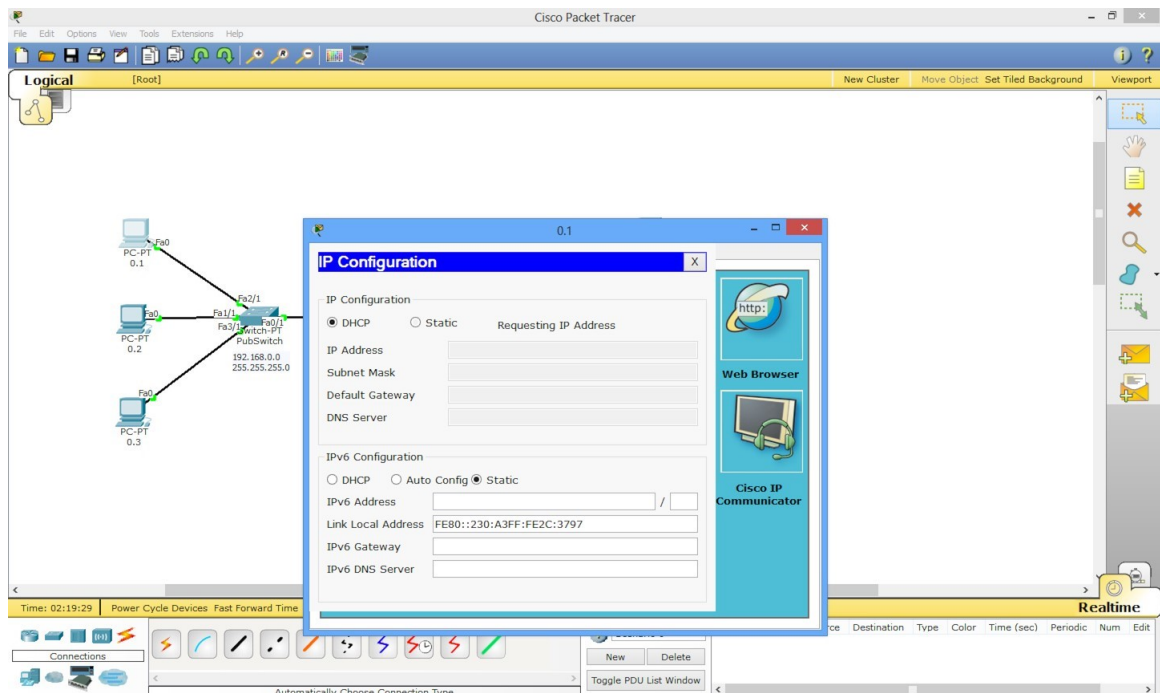 Cisco Packet Tracer
File Edit Options View Tools Extensions Help
Logical [Root] New Cluster Move Object Set Tiled Background Viewport
PC-PT
0.1
Fa0
Fa2/1
Fa0
Fa1/1
Fa3/1
Fa0/1
PC-PT
0.2
witch-PT
PubSwitch
192.168.0.0
255.255.255.0
Fa0
PC-PT
0.3
0.1
IP Configuration X
IP Configuration
DHCP Static Requesting IP Address
IP Address
Subnet Mask
Default Gateway
DNS Server
IPv6 Configuration
DHCP Auto Config Static
IPv6 Address /
Link Local Address FE80::230:A3FF:FE2C:3797
IPv6 Gateway
IPv6 DNS Server
http:
Web Browser
Cisco IP
Communicator
Time: 02:19:29 Power Cycle Devices Fast Forward Time Realtime
Connections
New Delete
Toggle PDU List Window
rce Destination Type Color Time (sec) Periodic Num Edit
Automatically Choose Connection Type